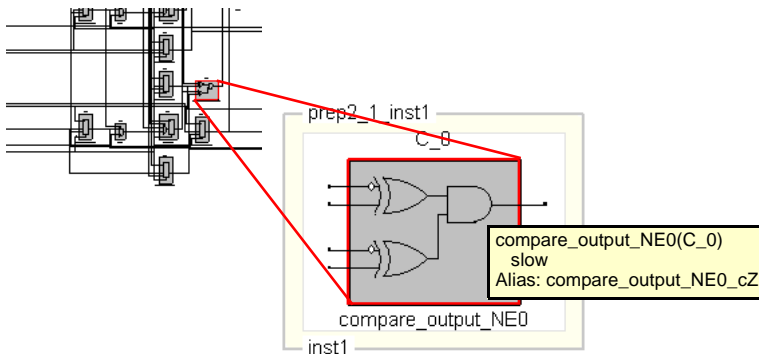 prep2_1_inst1
C_0
compare_output_NE0(C_0)
slow
Alias: compare_output_NE0_cZ
compare_output_NE0
inst1